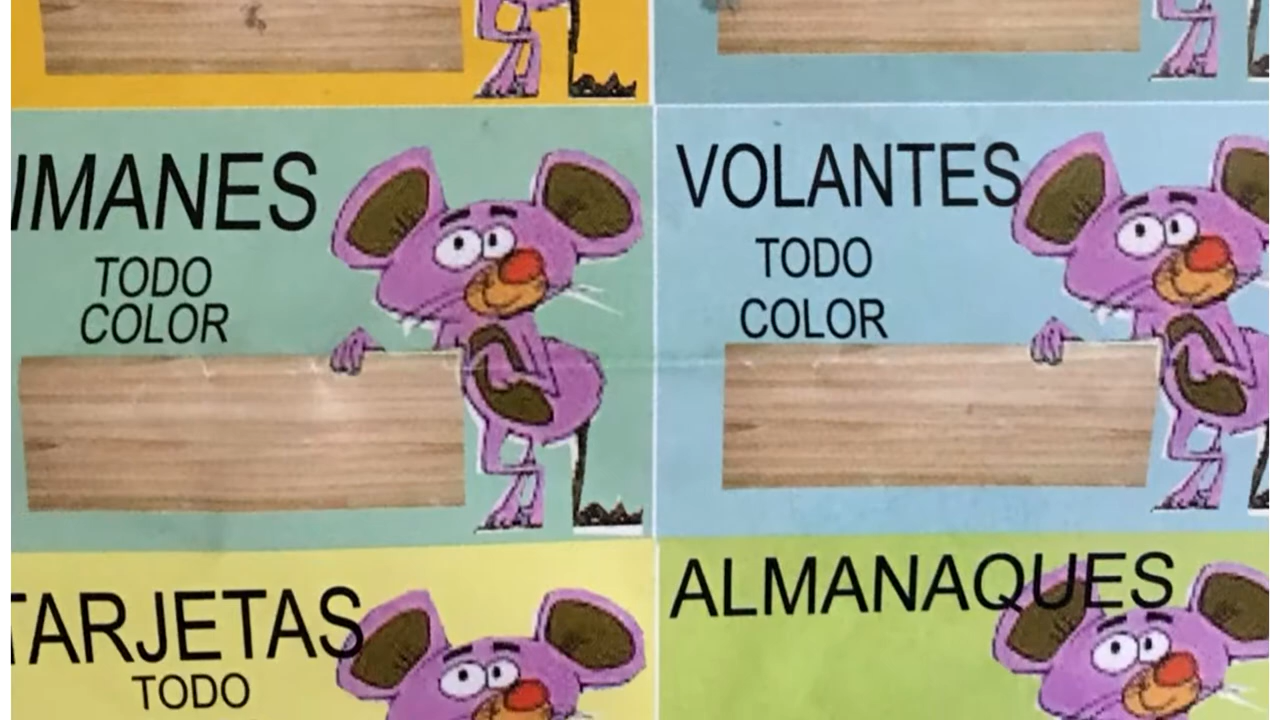 IMANES
TODO
COLOR
VOLANTES
TODO
COLOR
TARJETAS
TODO
ALMANAQUES